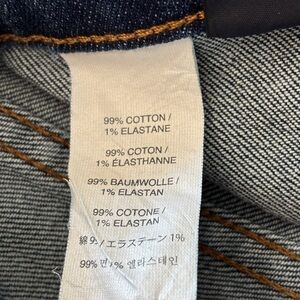 99% COTTON /
1% ELASTANE
99% COTON /
1% ÉLASTHANNE
99% BAUMWOLLE /
1% ELASTAN
99% COTONE /
1% ELASTAN
綿 / エラステーン 1%
99% 면 1% 엘라스테인